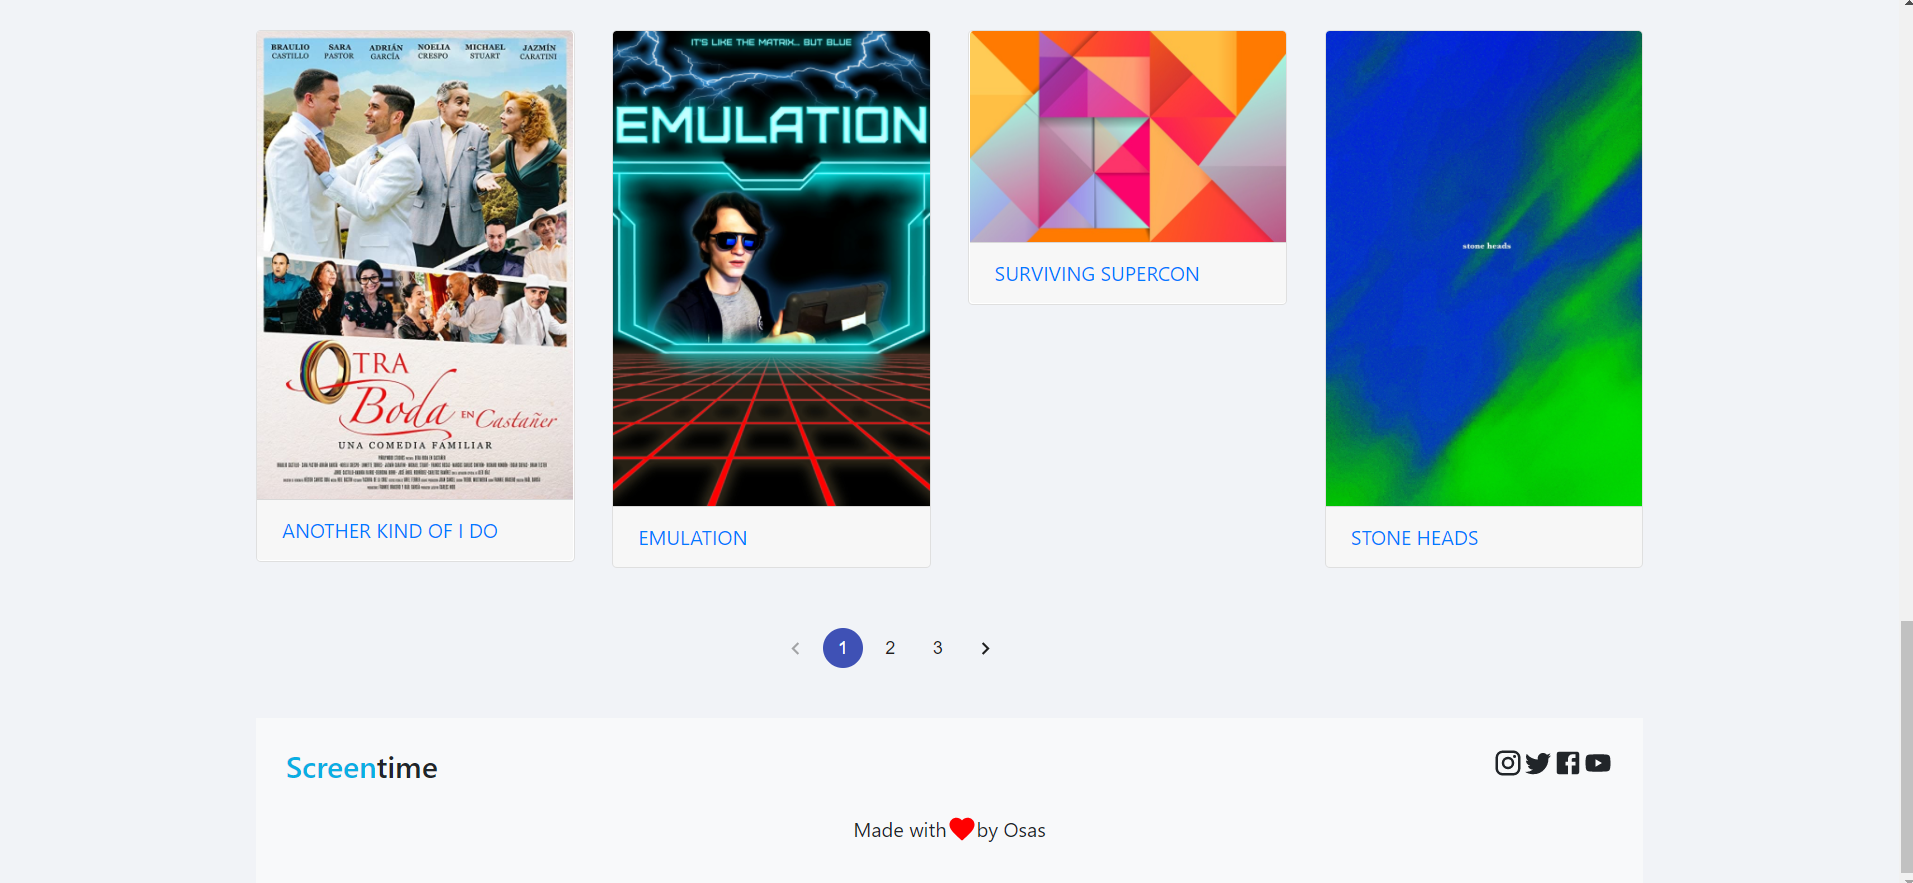 BRAULIO CASTILLO
SARA PASTOR
ADRIÁN GARCÍA
NOELIA CRESPO
MICHAEL STUART
JAZMÍN CARATINI
OTRA
Boda EN Castañer
UNA COMEDIA FAMILIAR
ANOTHER KIND OF I DO
IT'S LIKE THE MATRIX... BUT BLUE
EMULATION
EMULATION
SURVIVING SUPERCON
stone heads
STONE HEADS
1 2 3
Screentime
Made with by Osas